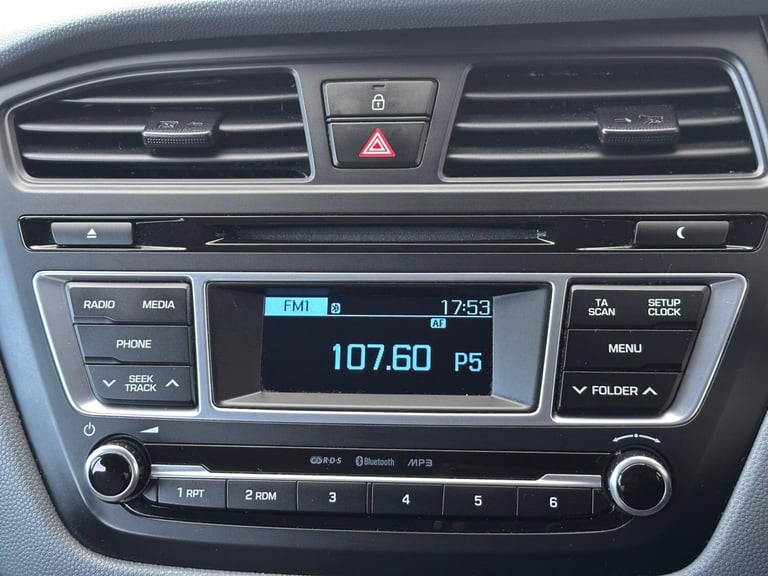 FM1 17:53
AF
107.60 P5
RADIO MEDIA
PHONE
SEEK
TRACK
TA
SCAN
SETUP
CLOCK
MENU
FOLDER
R·D·S Bluetooth MP3
1 RPT 2 RDM 3 4 5 6